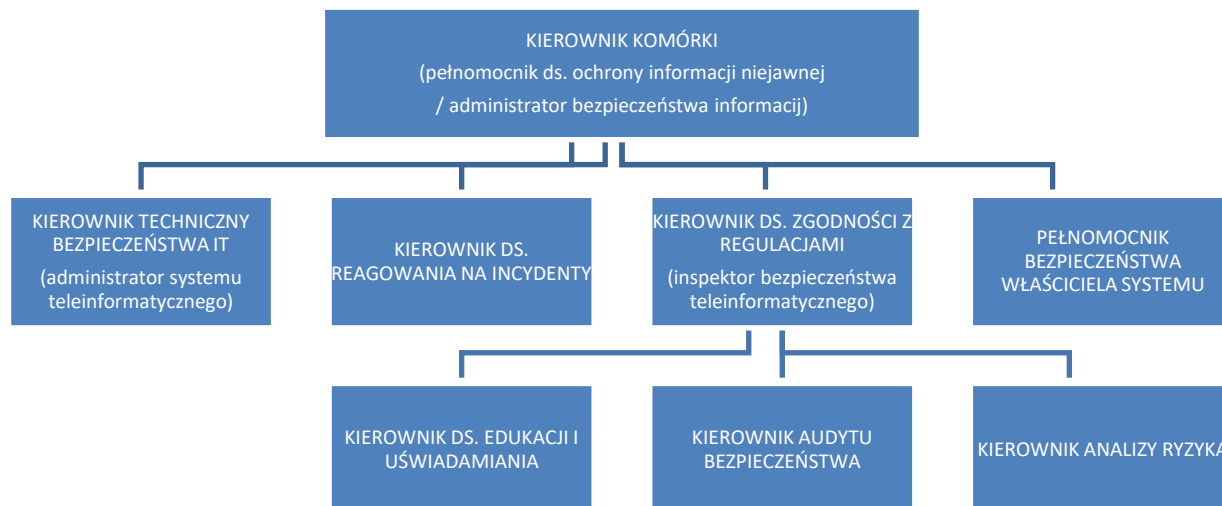 KIEROWNIK KOMÓRKI
(pełnomocnik ds. ochrony informacji niejawnej
/ administrator bezpieczeństwa informacij)
KIEROWNIK TECHNICZNY
BEZPIECZEŃSTWA IT
(administrator systemu
teleinformatycznego)
KIEROWNIK DS.
REAGOWANIA NA INCYDENTY
KIEROWNIK DS. ZGODNOŚCI Z
REGULACJAMI
(inspektor bezpieczeństwa
teleinformatycznego)
PEŁNOMOCNIK
BEZPIECZEŃSTWA
WŁAŚCICIELA SYSTEMU
KIEROWNIK DS. EDUKACJI I
UŚWIADAMIANIA
KIEROWNIK AUDYTU
BEZPIECZEŃSTWA
KIEROWNIK ANALIZY RYZYKA